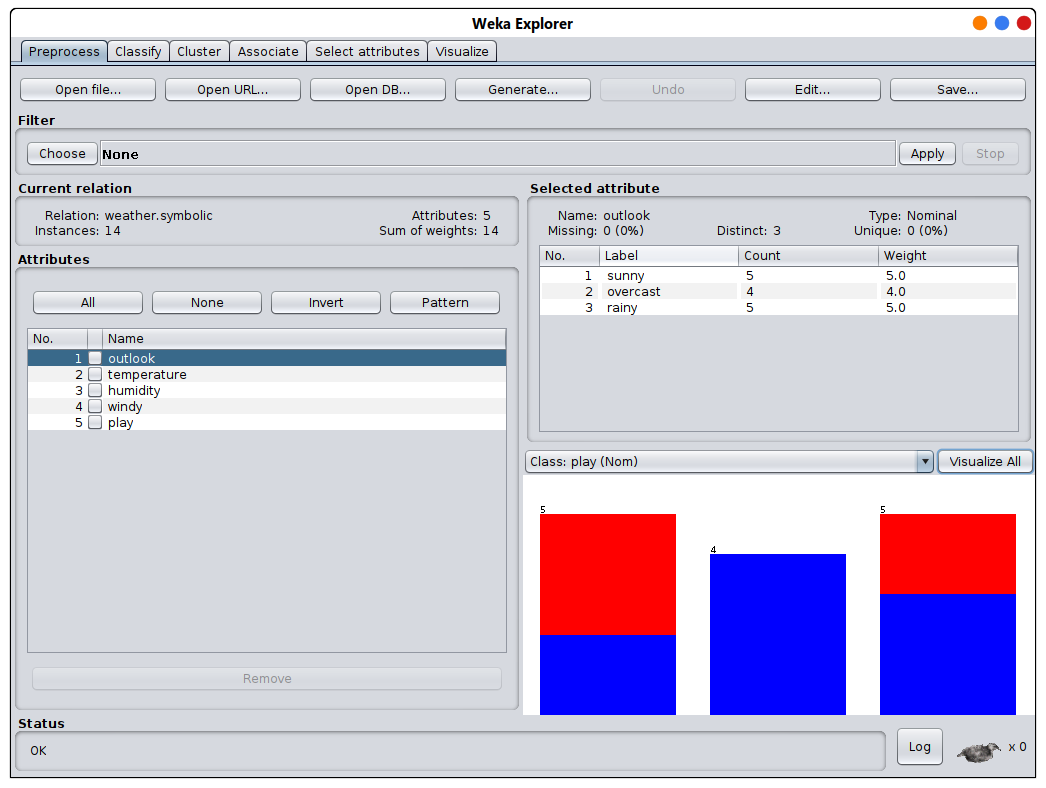 Weka Explorer
Preprocess Classify Cluster Associate Select attributes Visualize
Open file... Open URL... Open DB... Generate... Undo Edit... Save...
Filter
Choose None Apply Stop
Current relation
Relation: weather.symbolic Attributes: 5
Instances: 14 Sum of weights: 14
Attributes
All None Invert Pattern
No. Name
1 outlook
2 temperature
3 humidity
4 windy
5 play
Remove
Selected attribute
Name: outlook Type: Nominal
Missing: 0 (0%) Distinct: 3 Unique: 0 (0%)
No. Label Count Weight
1 sunny 5 5.0
2 overcast 4 4.0
3 rainy 5 5.0
Class: play (Nom) Visualize All
5 4 5
Status
OK Log x 0